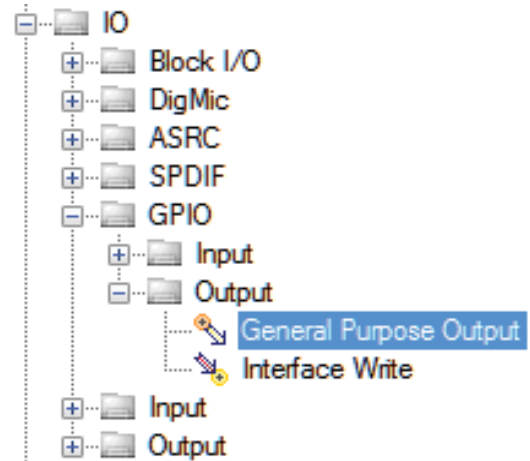 IO
Block I/O
DigMic
ASRC
SPDIF
GPIO
Input
Output
General Purpose Output
Interface Write
Input
Output